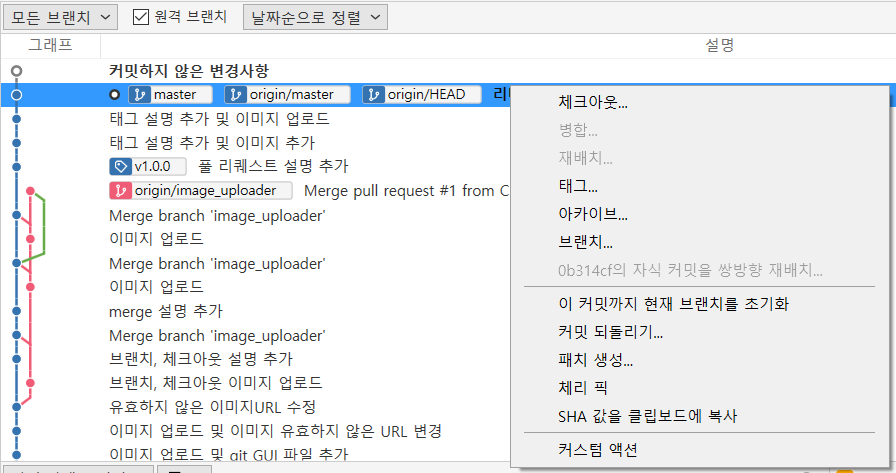 모든 브랜치 원격 브랜치 날짜순으로 정렬
그래프 설명
커밋하지 않은 변경사항
master origin/master origin/HEAD
태그 설명 추가 및 이미지 업로드
태그 설명 추가 및 이미지 추가
v1.0.0 풀 리퀘스트 설명 추가
origin/image_uploader Merge pull request #1 from C
Merge branch 'image_uploader'
이미지 업로드
Merge branch 'image_uploader'
이미지 업로드
merge 설명 추가
Merge branch 'image_uploader'
브랜치, 체크아웃 설명 추가
브랜치, 체크아웃 이미지 업로드
유효하지 않은 이미지URL 수정
이미지 업로드 및 이미지 유효하지 않은 URL 변경
이미지 업로드 및 git GUI 파일 추가
체크아웃...
병합...
재배치...
태그...
아카이브...
브랜치...
0b314cf의 자식 커밋을 쌍방향 재배치...
이 커밋까지 현재 브랜치를 초기화
커밋 되돌리기...
패치 생성...
체리 픽
SHA 값을 클립보드에 복사
커스텀 액션